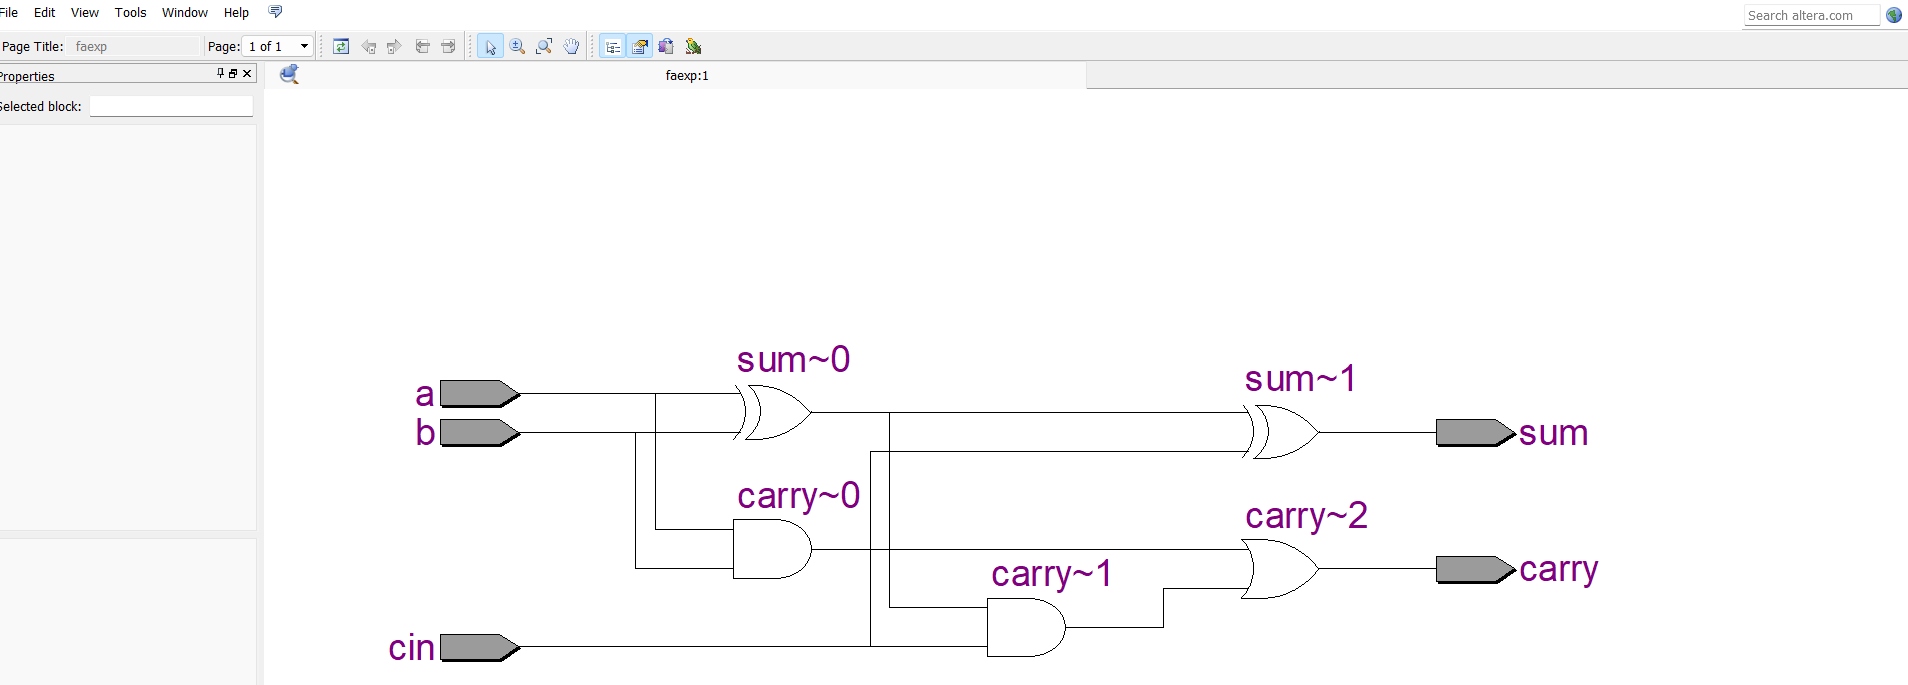 File Edit View Tools Window Help
Search altera.com
Page Title: faexp Page: 1 of 1
Properties
faexp:1
Selected block:
sum~0
sum~1
a
b
sum
carry~0
carry~2
carry~1
carry
cin